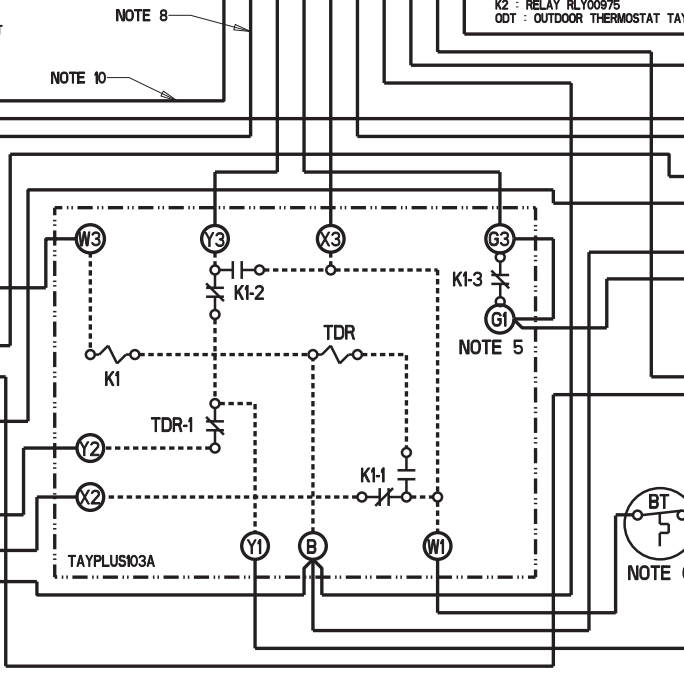 NOTE 8
K2 : RELAY RLY00975
ODT : OUTDOOR THERMOSTAT TAY
NOTE 10
W3
Y3
X3
G3
K1-2
K1-3
G1
TDR
NOTE 5
K1
TDR-1
Y2
K1-1
X2
BT
Y1
B
W1
TAYPLUS103A
NOTE